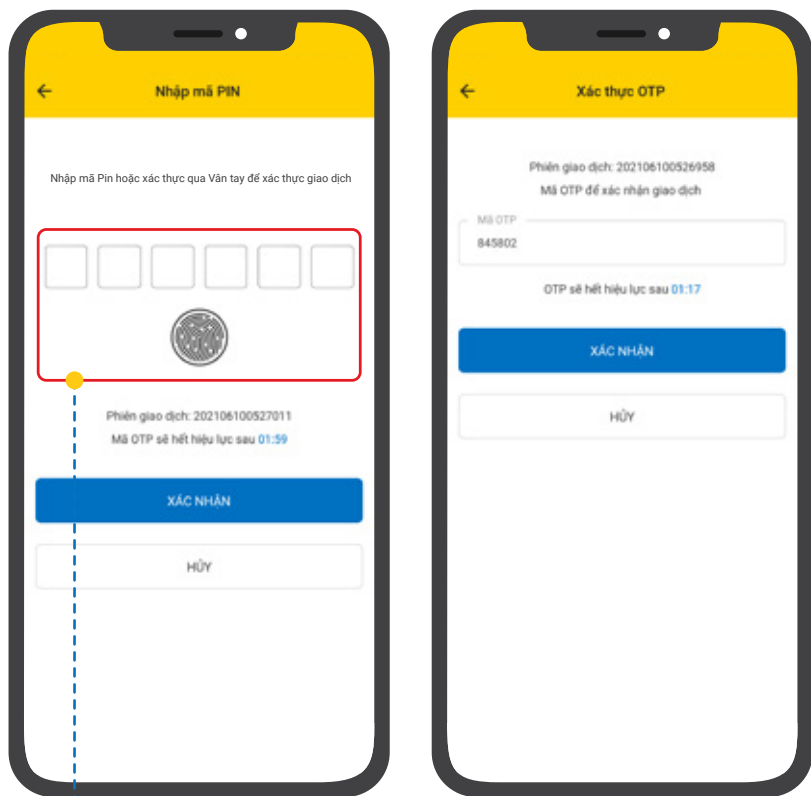 Nhập mã PIN
Nhập mã Pin hoặc xác thực qua Vân tay để xác thực giao dịch
Phiên giao dịch: 202106100527011
Mã OTP sẽ hết hiệu lực sau 01:59
XÁC NHẬN
HỦY
Xác thực OTP
Phiên giao dịch: 202106100526958
Mã OTP để xác nhận giao dịch
Mã OTP
845802
OTP sẽ hết hiệu lực sau 01:17
XÁC NHẬN
HỦY